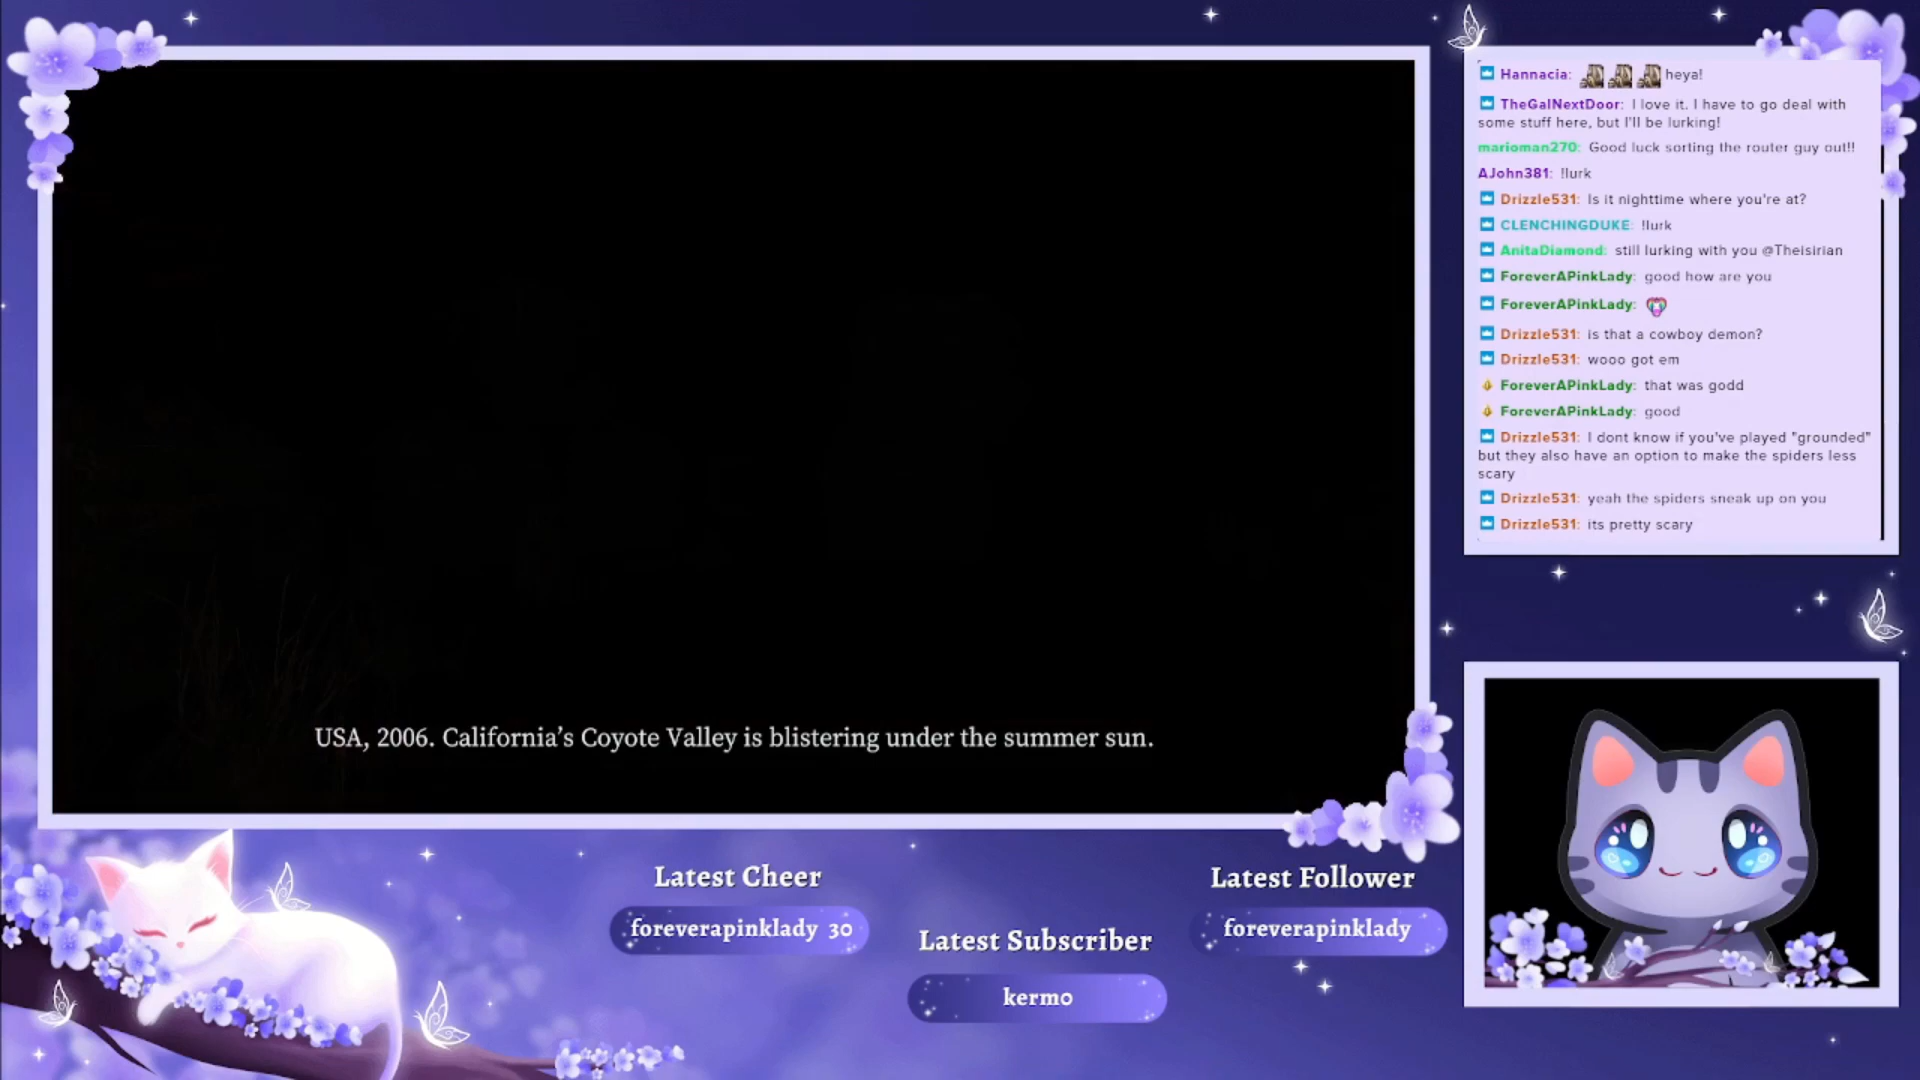 Hannacia: heya!
TheGalNextDoor: I love it. I have to go deal with
some stuff here, but I'll be lurking!
marioman270: Good luck sorting the router guy out!!
AJohn381: !lurk
Drizzle531: Is it nighttime where you're at?
CLENCHINGDUKE: !lurk
AnitaDiamond: still lurking with you @Theisirian
ForeverAPinkLady: good how are you
ForeverAPinkLady:
Drizzle531: is that a cowboy demon?
Drizzle531: wooo got em
ForeverAPinkLady: that was godd
ForeverAPinkLady: good
Drizzle531: I dont know if you've played "grounded"
but they also have an option to make the spiders less
scary
Drizzle531: yeah the spiders sneak up on you
Drizzle531: its pretty scary
USA, 2006. California’s Coyote Valley is blistering under the summer sun.
Latest Cheer
foreverapinklady 30
Latest Subscriber
kermo
Latest Follower
foreverapinklady